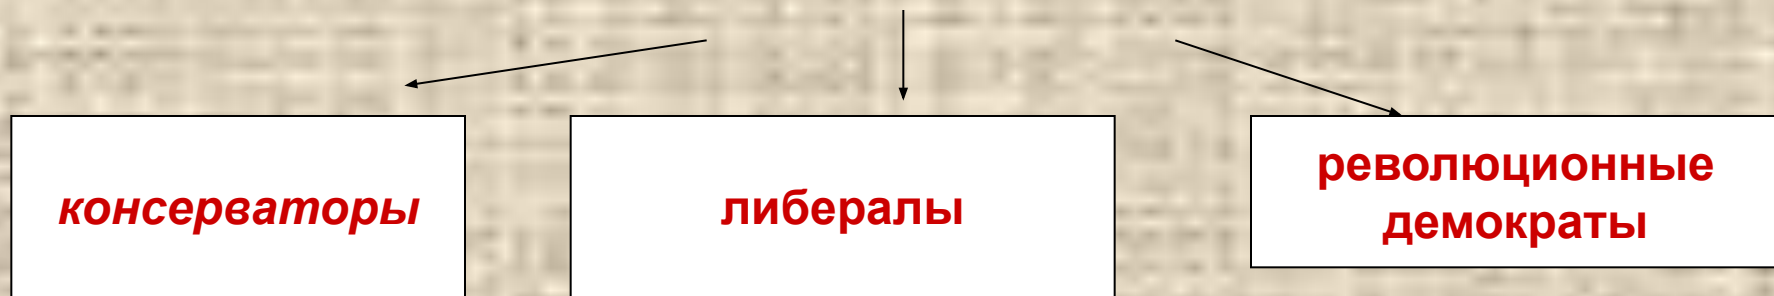 консерваторы
либералы
революционные
демократы